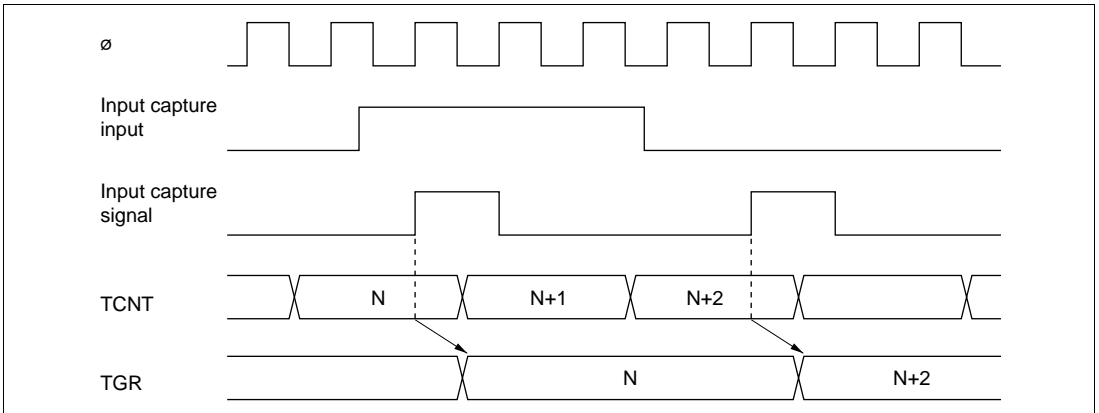 ø
Input capture
input
Input capture
signal
TCNT
N
N+1
N+2
TGR
N
N+2